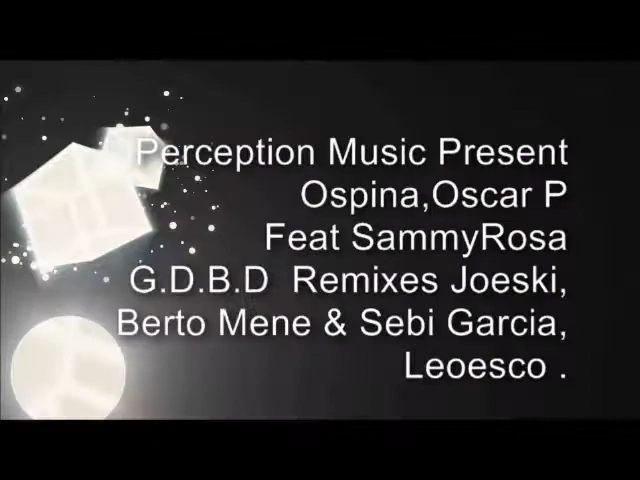 Perception Music Present
Ospina,Oscar P
Feat SammyRosa
G.D.B.D Remixes Joeski,
Berto Mene & Sebi Garcia,
Leoesco .